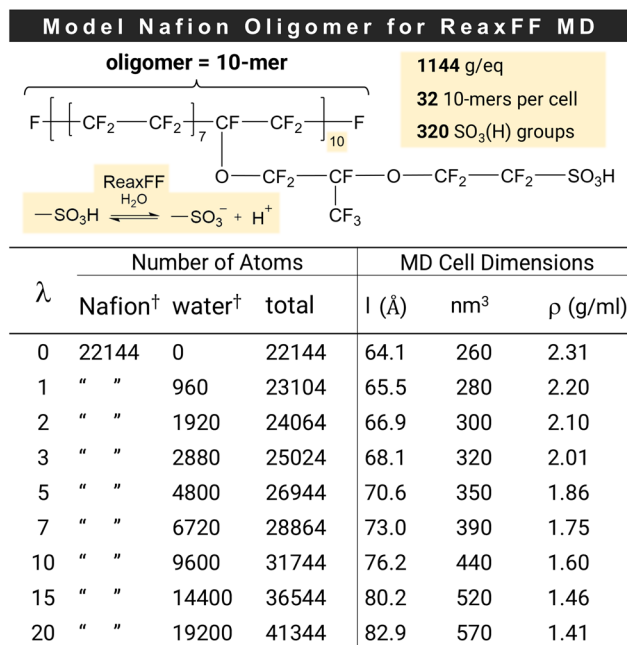 Model Nafion Oligomer for ReaxFF MD
oligomer = 10-mer
1144 g/eq
32 10-mers per cell
320 SO₃(H) groups
F CF₂ CF₂ 7 CF CF₂ 10 F
O CF₂ CF O CF₂ CF₂ SO₃H
CF₃
ReaxFF
H₂O
—SO₃H ⇌ —SO₃⁻ + H⁺
Number of Atoms MD Cell Dimensions
λ Nafion† water† total l (Å) nm³ ρ (g/ml)
0 22144 0 22144 64.1 260 2.31
1 “ ” 960 23104 65.5 280 2.20
2 “ ” 1920 24064 66.9 300 2.10
3 “ ” 2880 25024 68.1 320 2.01
5 “ ” 4800 26944 70.6 350 1.86
7 “ ” 6720 28864 73.0 390 1.75
10 “ ” 9600 31744 76.2 440 1.60
15 “ ” 14400 36544 80.2 520 1.46
20 “ ” 19200 41344 82.9 570 1.41